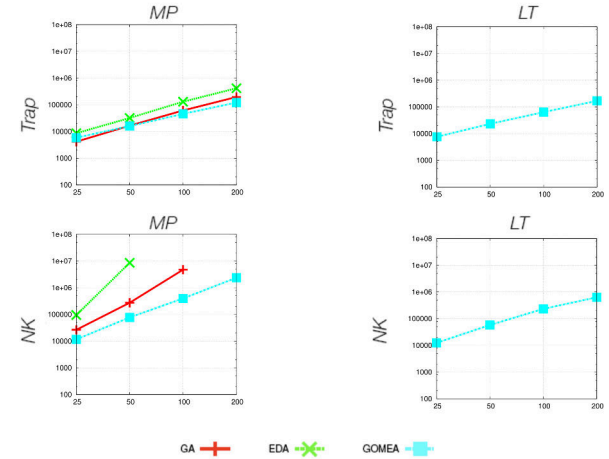 MP
LT
1e+08
1e+07
1e+06
100000
10000
1000
100
25
50
100
200
Trap
1e+08
1e+07
1e+06
100000
10000
1000
100
25
50
100
200
Trap
MP
LT
1e+08
1e+07
1e+06
100000
10000
1000
100
25
50
100
200
NK
1e+08
1e+07
1e+06
100000
10000
1000
100
25
50
100
200
NK
GA EDA GOMEA